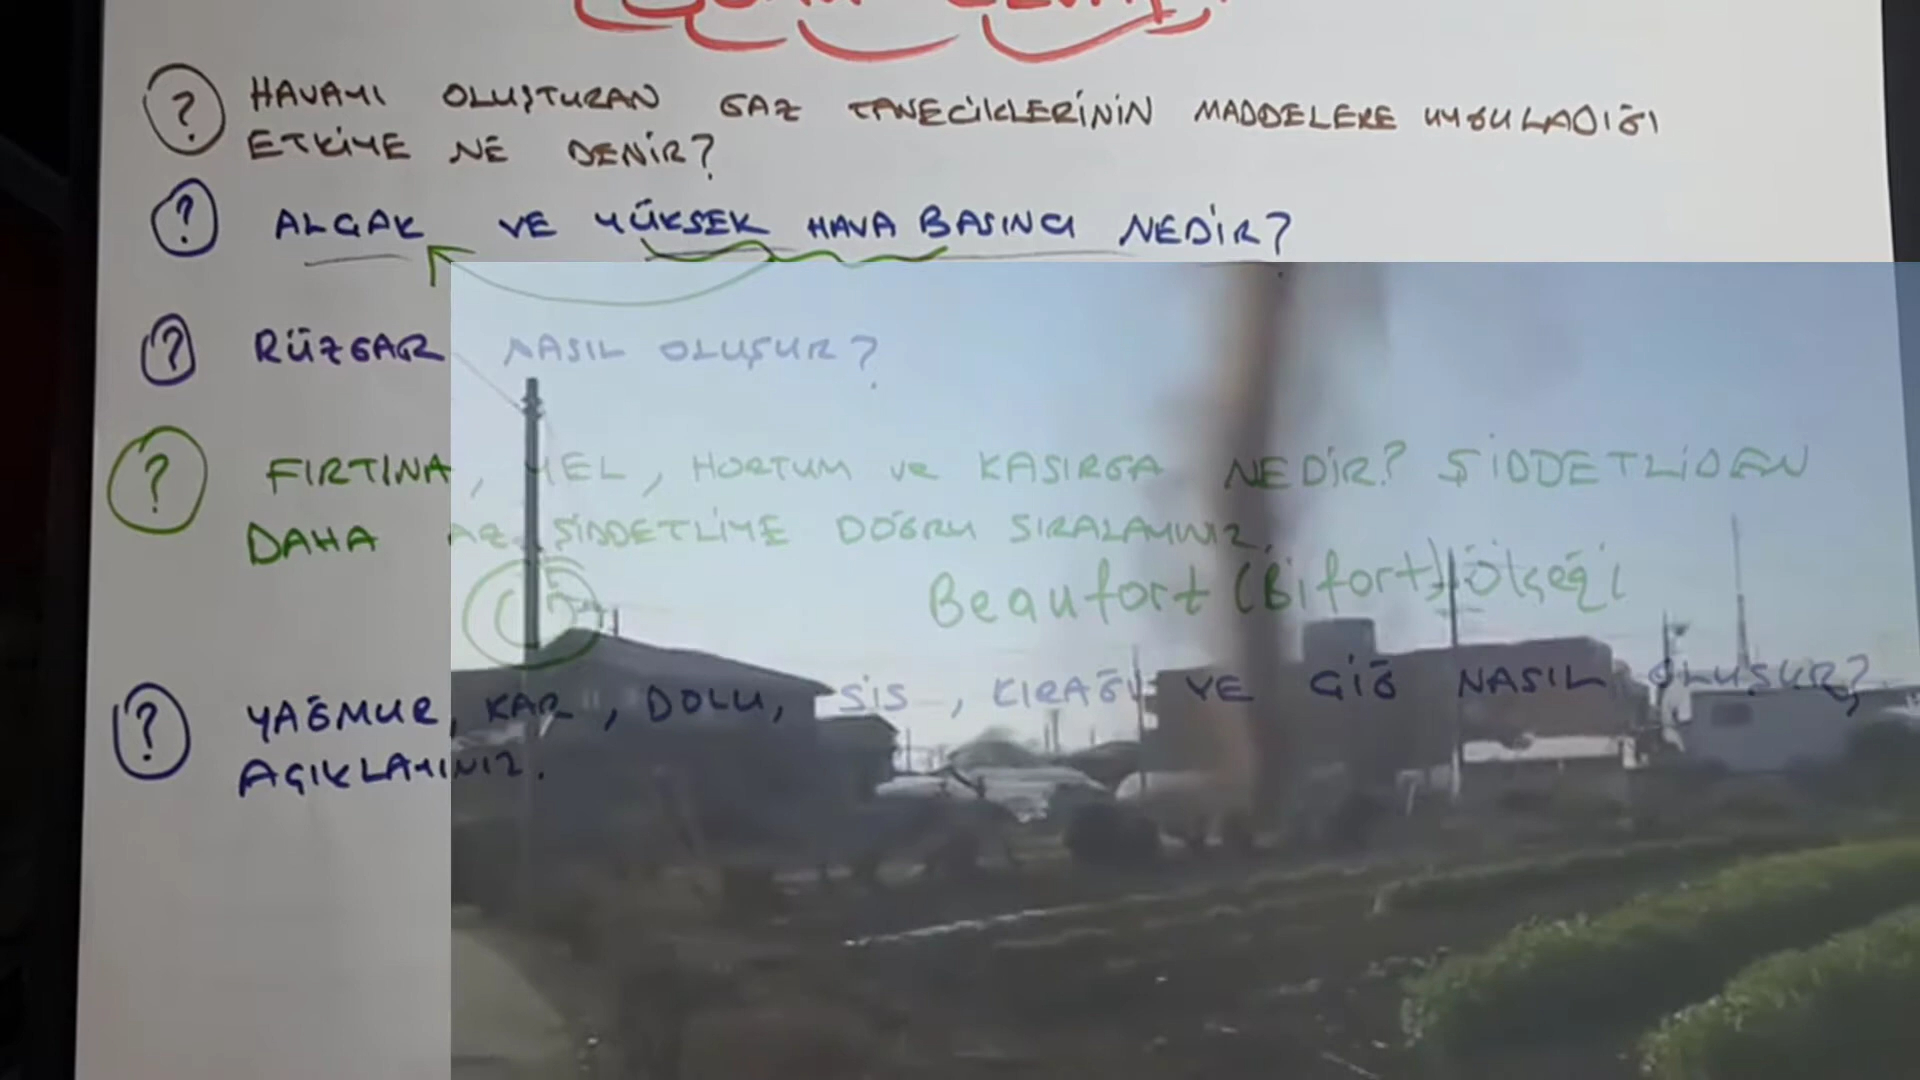 HAVAYI OLUŞTURAN GAZ TANECİKLERİNİN MADDELERE UYGULADIĞI
ETKİYE NE DENİR?
ALÇAK VE YÜKSEK HAVA BASINCI NEDİR?
RÜZGAR NASIL OLUŞUR?
FIRTINA, YEL, HORTUM ve KASIRGA NEDİR? ŞİDDETLİDEN
DAHA AZ ŞİDDETLİYE DOĞRU SIRALAYINIZ.
Beaufort (Bifort) Ölçeği
YAĞMUR, KAR, DOLU, SİS, KIRAĞI VE ÇİĞ NASIL OLUŞUR?
AÇIKLAYINIZ.